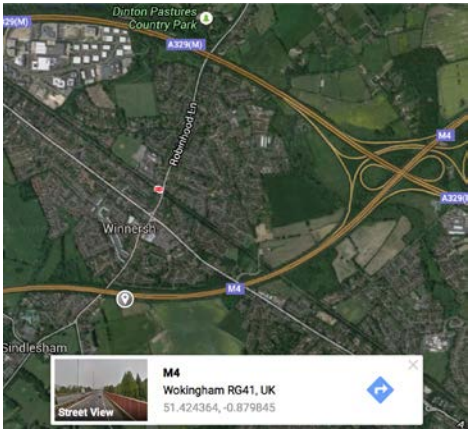 Dinton Pastures
Country Park
329(M)
A329(M)
Robinhood Ln
M4
A329(M
Winnersh
M4
Sindlesham
M4
Wokingham RG41, UK
51.424364, -0.879845
Street View